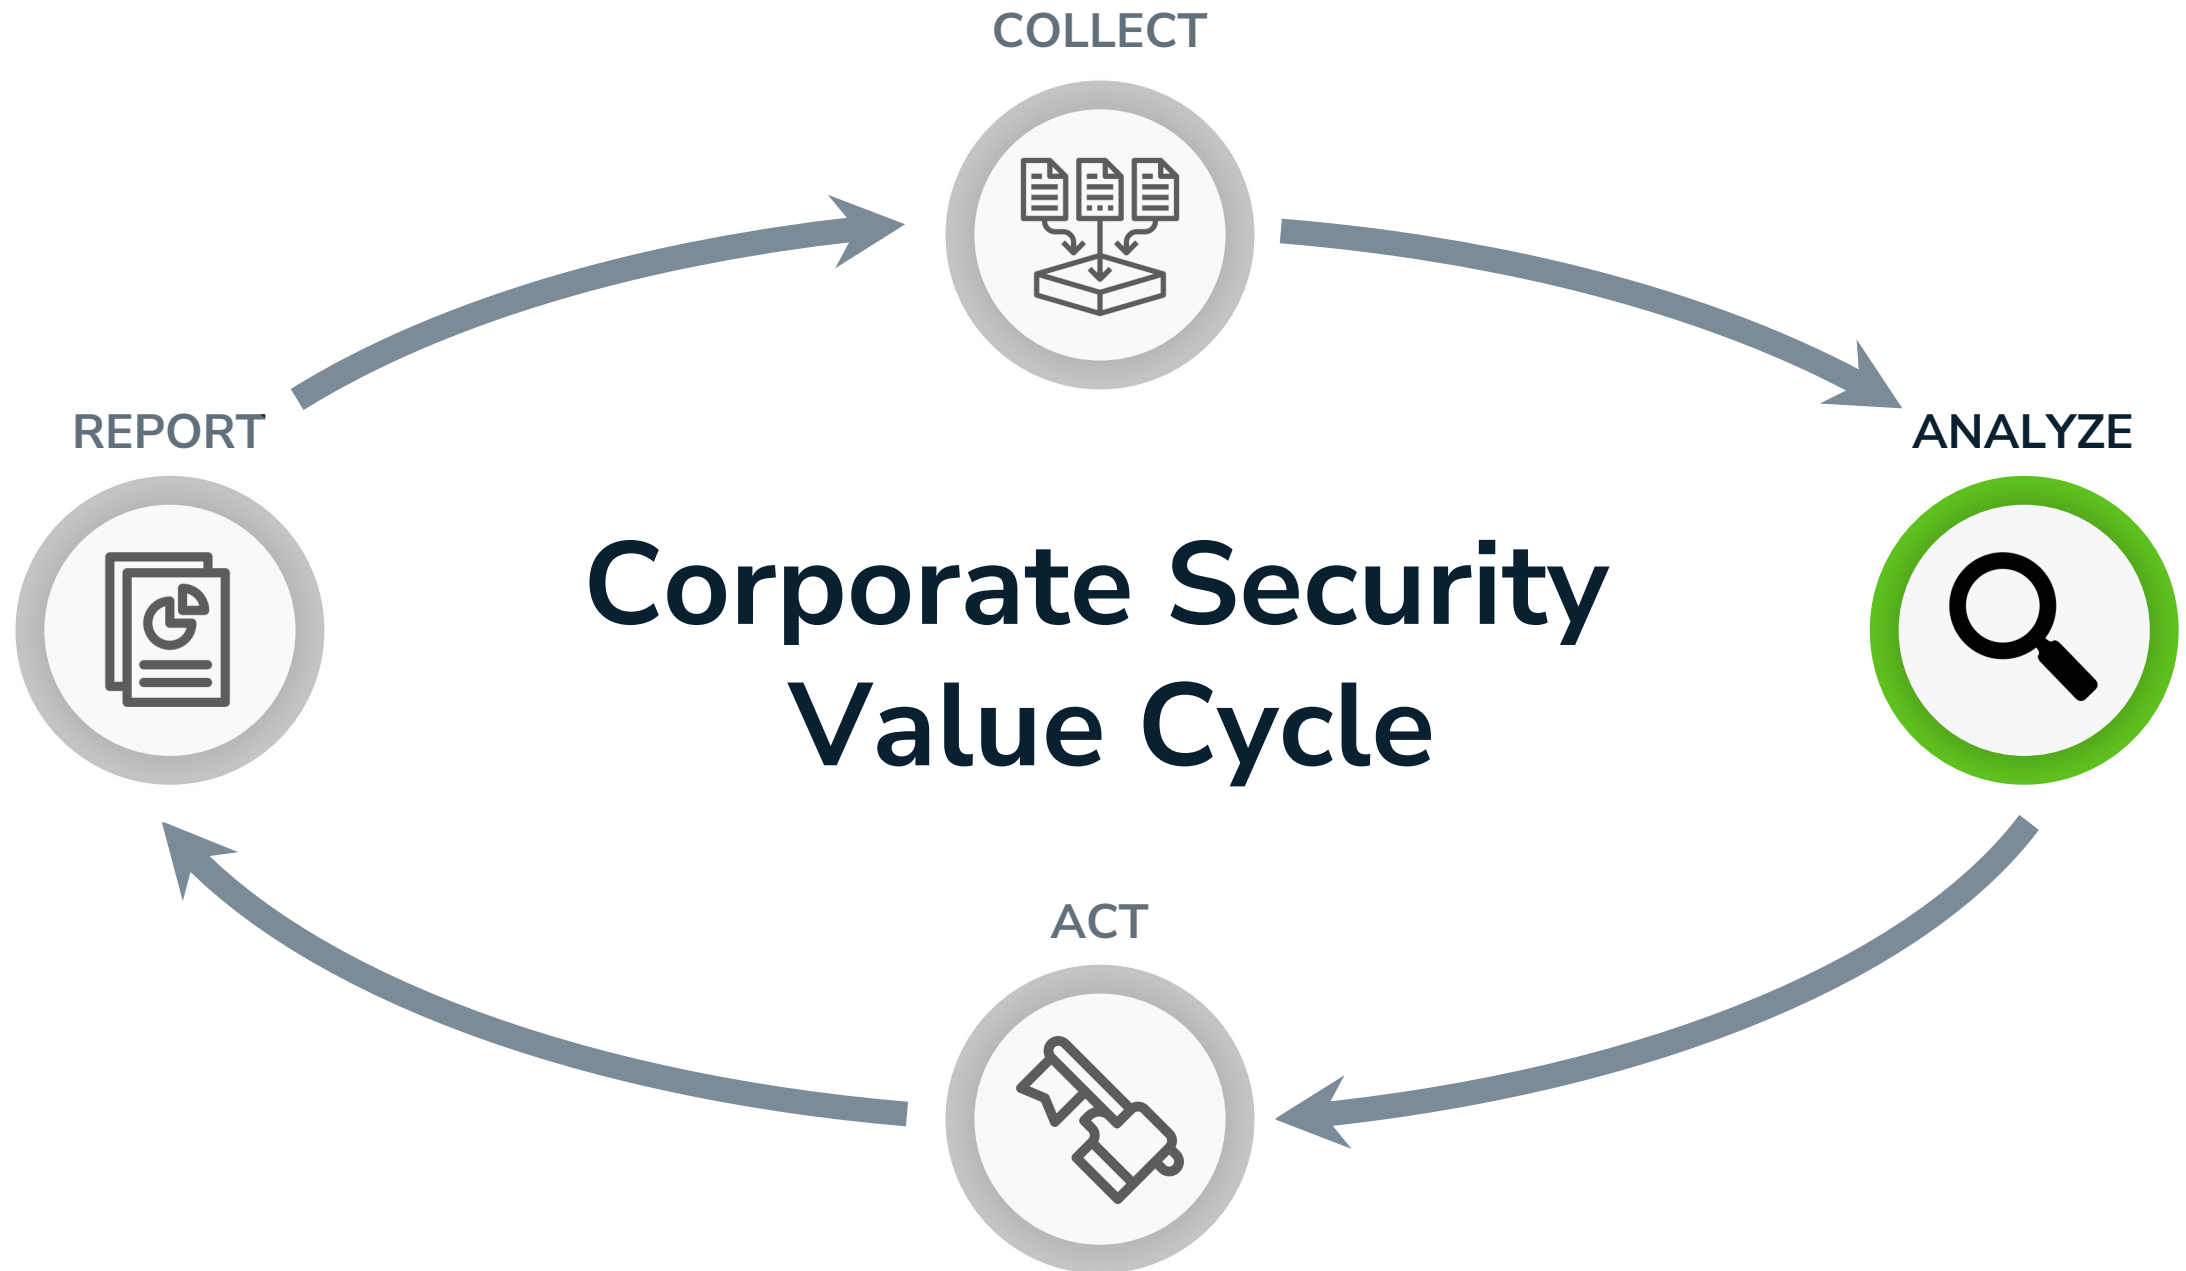 COLLECT
REPORT
ANALYZE
Corporate Security
Value Cycle
ACT